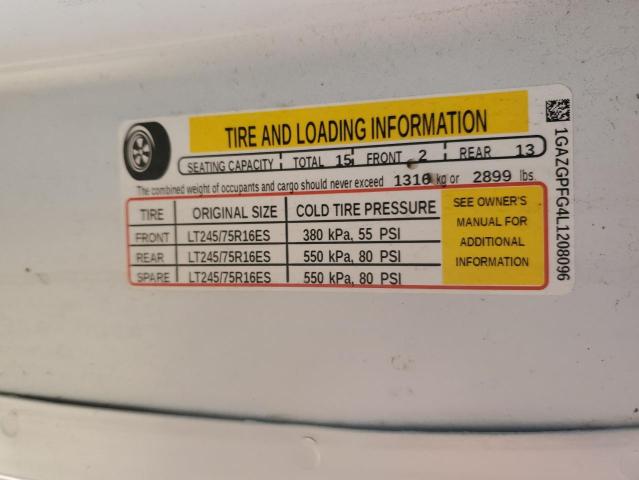 TIRE AND LOADING INFORMATION
SEATING CAPACITY TOTAL 15 FRONT 2 REAR 13
The combined weight of occupants and cargo should never exceed 1316 kg or 2899 lbs.
TIRE ORIGINAL SIZE COLD TIRE PRESSURE
FRONT LT245/75R16ES 380 kPa, 55 PSI
REAR LT245/75R16ES 550 kPa, 80 PSI
SPARE LT245/75R16ES 550 kPa, 80 PSI
SEE OWNER'S
MANUAL FOR
ADDITIONAL
INFORMATION
1GAZGPFG4L1208096